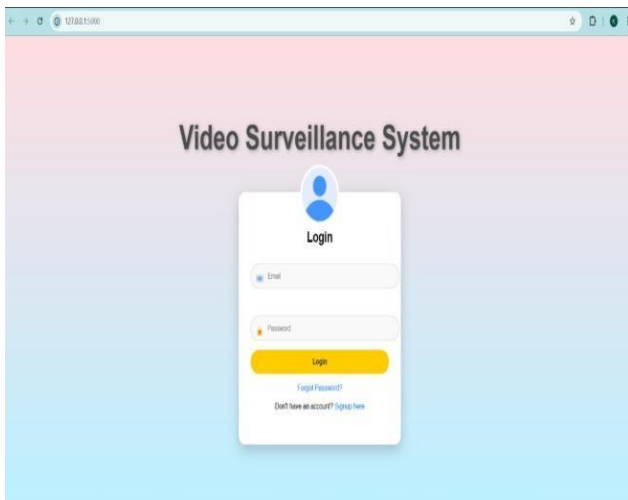 127.0.0.1:5000
Video Surveillance System
Login
Email
Password
Login
Forgot Password?
Don't have an account? Signup here